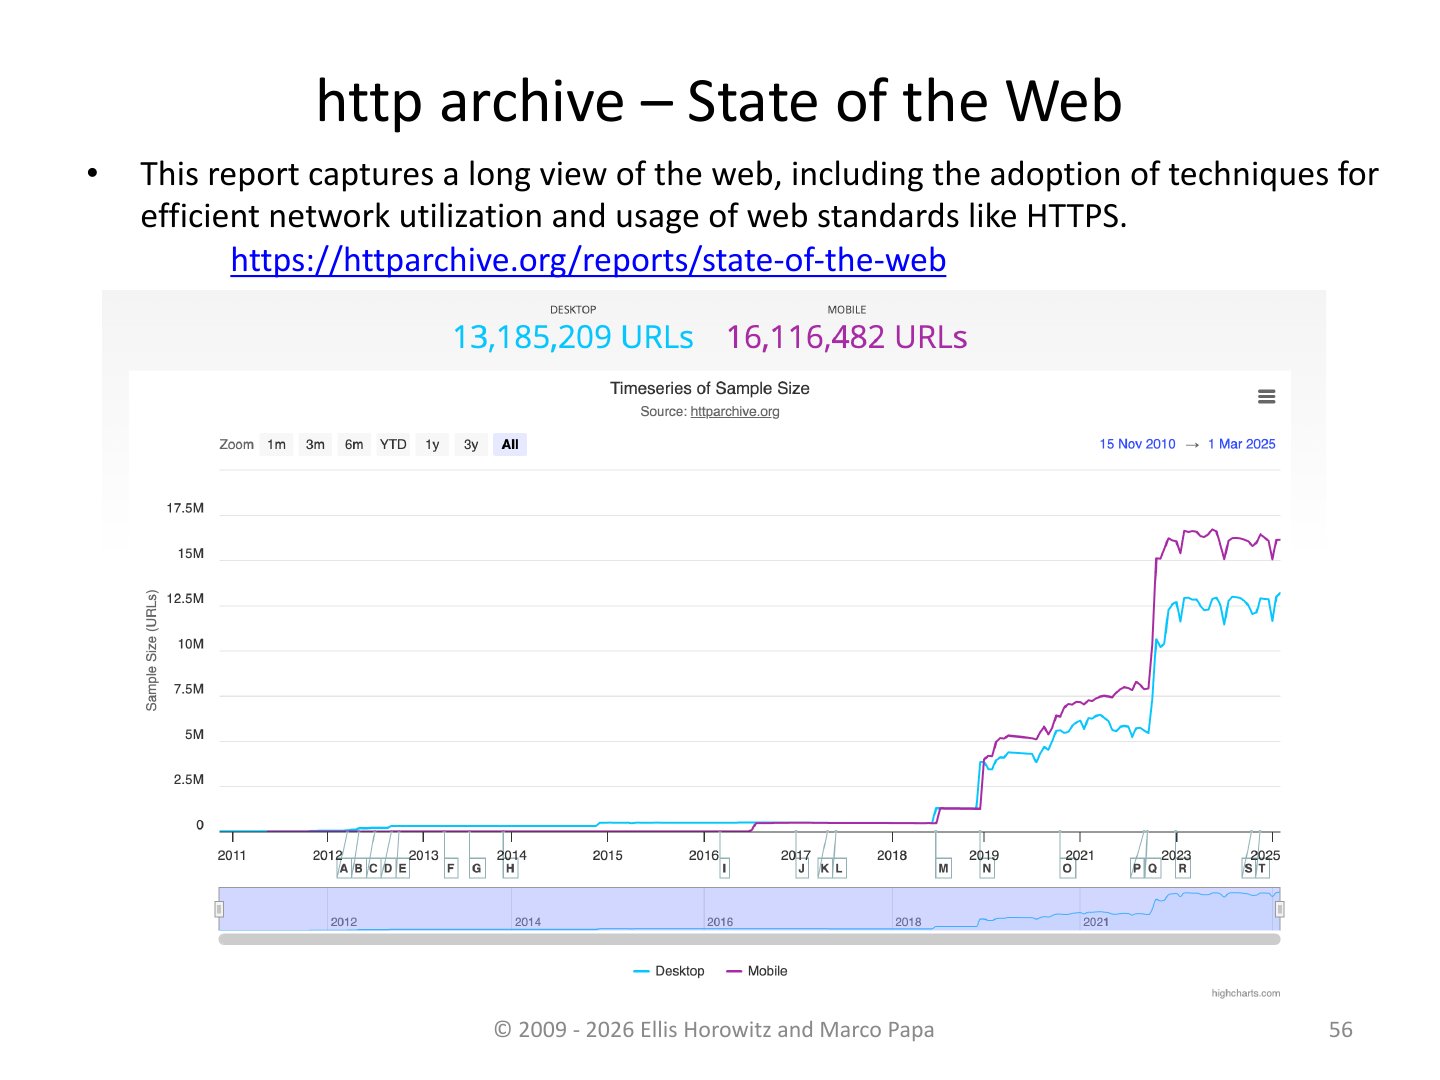 http archive – State of the Web
• This report captures a long view of the web, including the adoption of techniques for
efficient network utilization and usage of web standards like HTTPS.
https://httparchive.org/reports/state-of-the-web
DESKTOP MOBILE
13,185,209 URLs 16,116,482 URLs
Timeseries of Sample Size
Source: httparchive.org
Zoom 1m 3m 6m YTD 1y 3y All 15 Nov 2010 → 1 Mar 2025
Sample Size (URLs)
17.5M
15M
12.5M
10M
7.5M
5M
2.5M
0
2011 2012 2013 2014 2015 2016 2017 2018 2019 2021 2023 2025
A B C D E F G H I J K L M N O P Q R S T
2012 2014 2016 2018 2021
Desktop Mobile
highcharts.com
© 2009 - 2026 Ellis Horowitz and Marco Papa 56